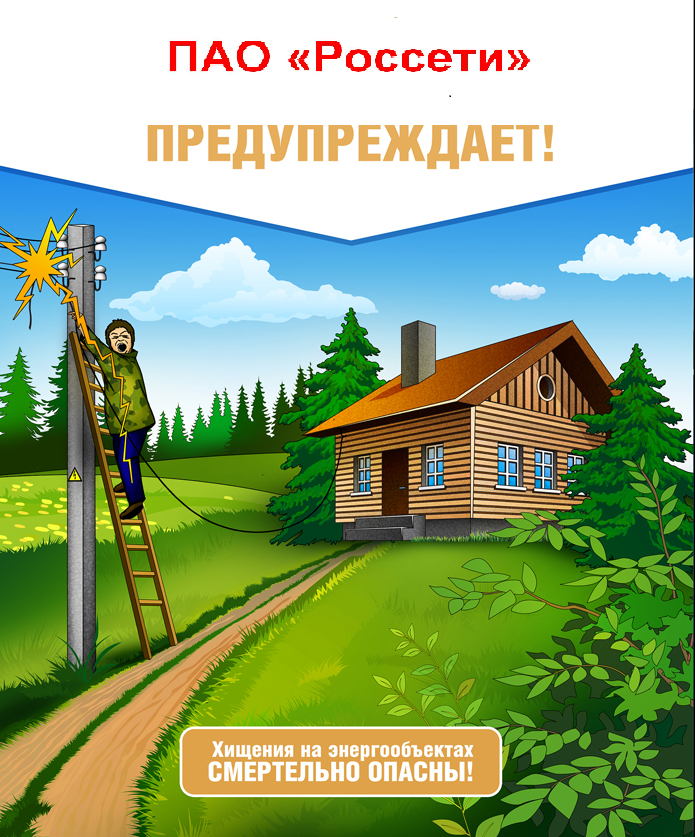 ПАО «Россети»
ПРЕДУПРЕЖДАЕТ!
Хищения на энергообъектах
СМЕРТЕЛЬНО ОПАСНЫ!